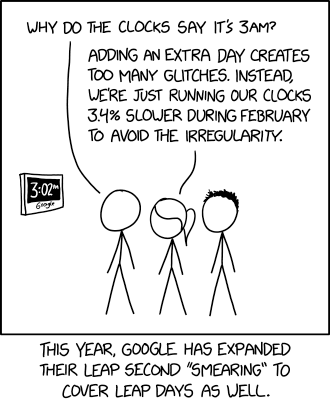 WHY DO THE CLOCKS SAY IT'S 3AM?
ADDING AN EXTRA DAY CREATES
TOO MANY GLITCHES. INSTEAD,
WE'RE JUST RUNNING OUR CLOCKS
3.4% SLOWER DURING FEBRUARY
TO AVOID THE IRREGULARITY.
3:02am
Google
THIS YEAR, GOOGLE HAS EXPANDED
THEIR LEAP SECOND "SMEARING" TO
COVER LEAP DAYS AS WELL.